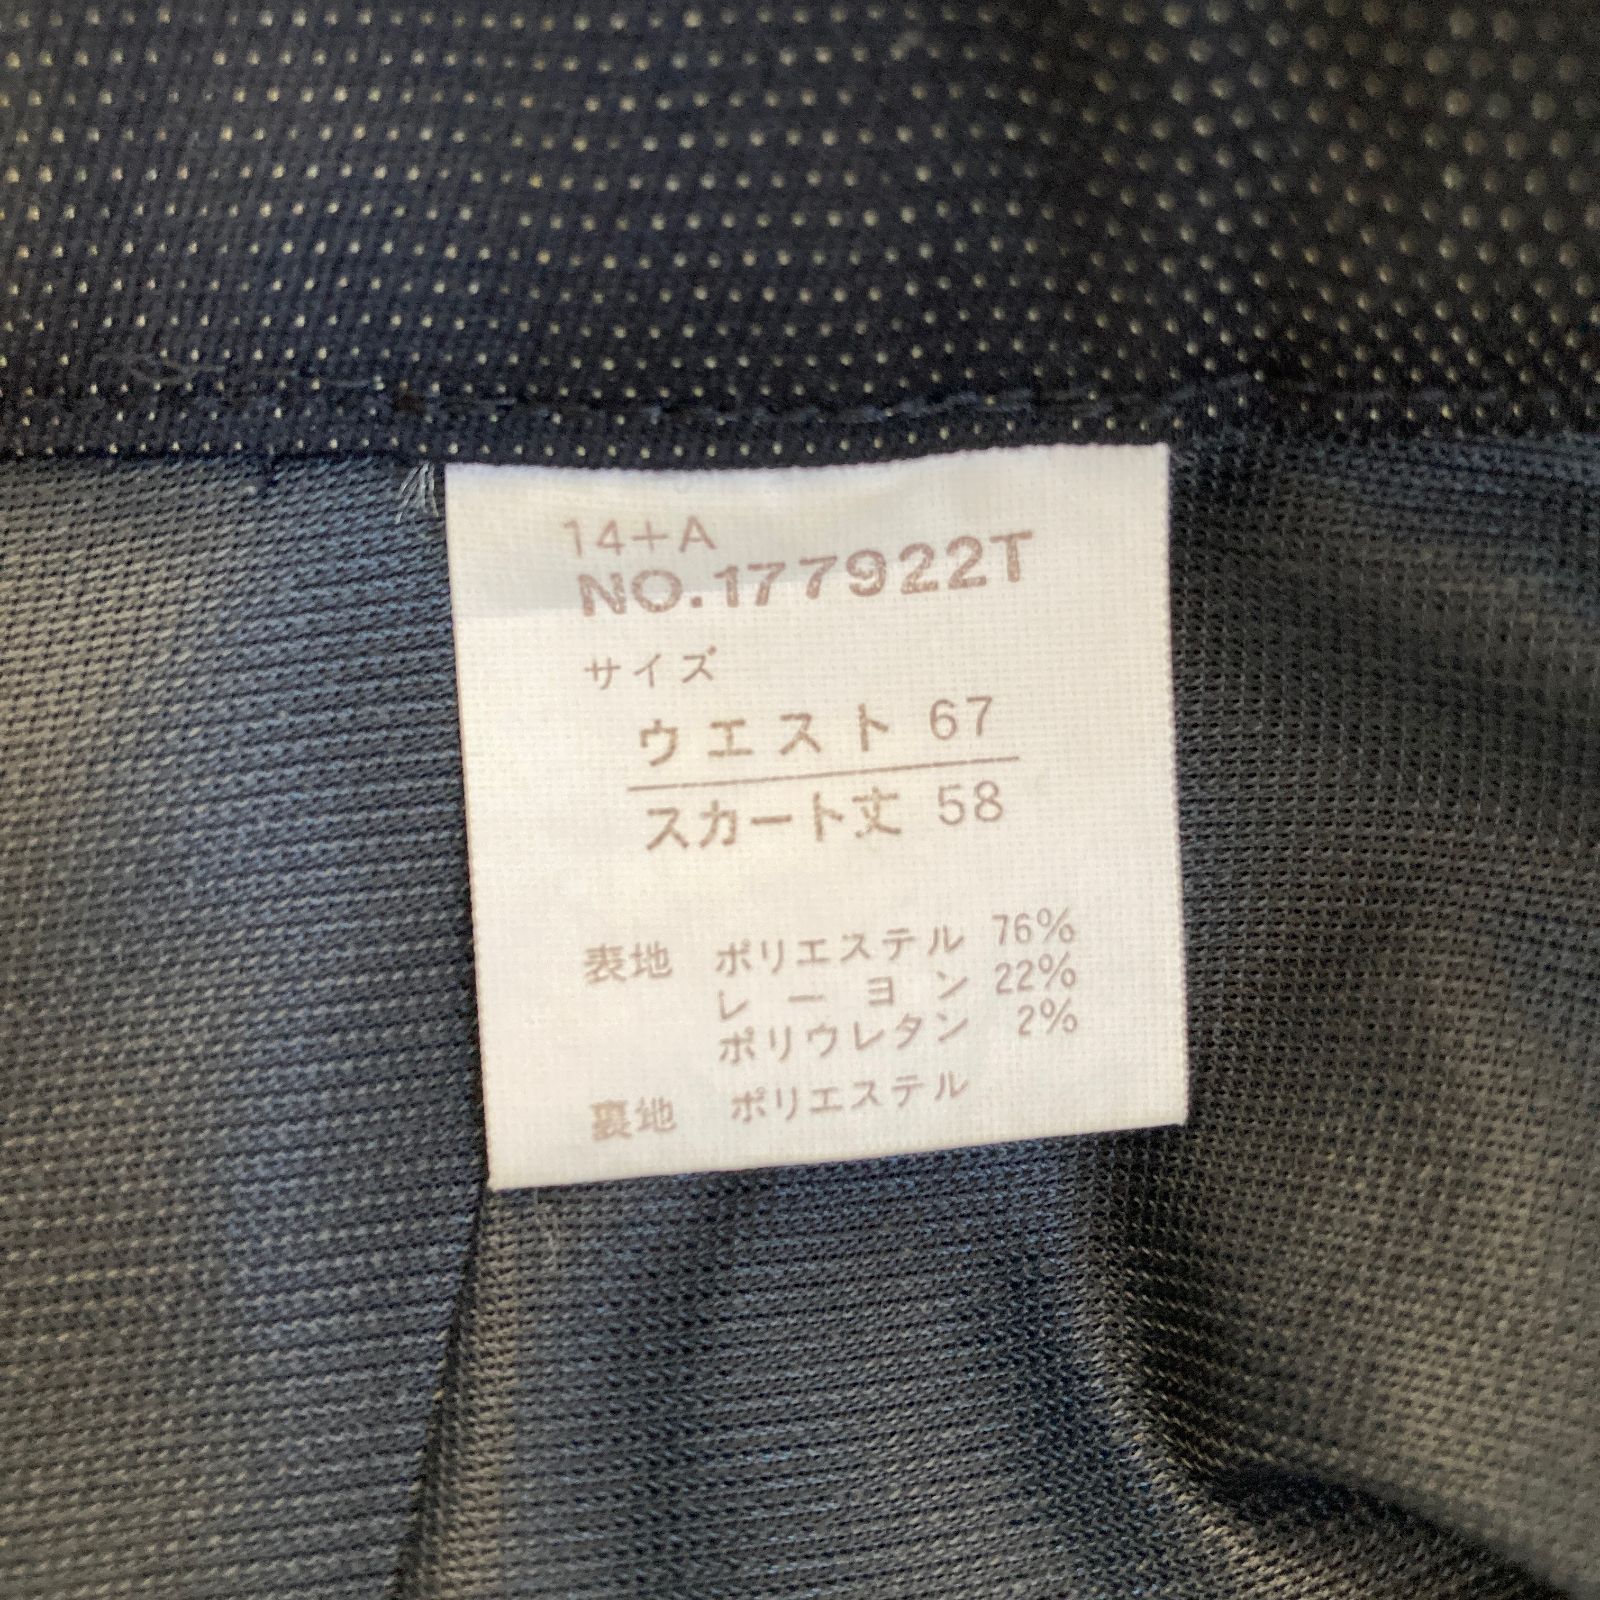 14+A
NO.177922T
サイズ
ウエスト 67
スカート丈 58
表地 ポリエステル 76%
レーヨン 22%
ポリウレタン 2%
裏地 ポリエステル